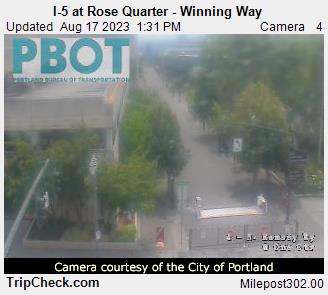 I-5 at Rose Quarter - Winning Way
Updated Aug 17 2023 1:31 PM Camera 4
PBOT
PORTLAND BUREAU OF TRANSPORTATION
Camera courtesy of the City of Portland
TripCheck.com Milepost302.00